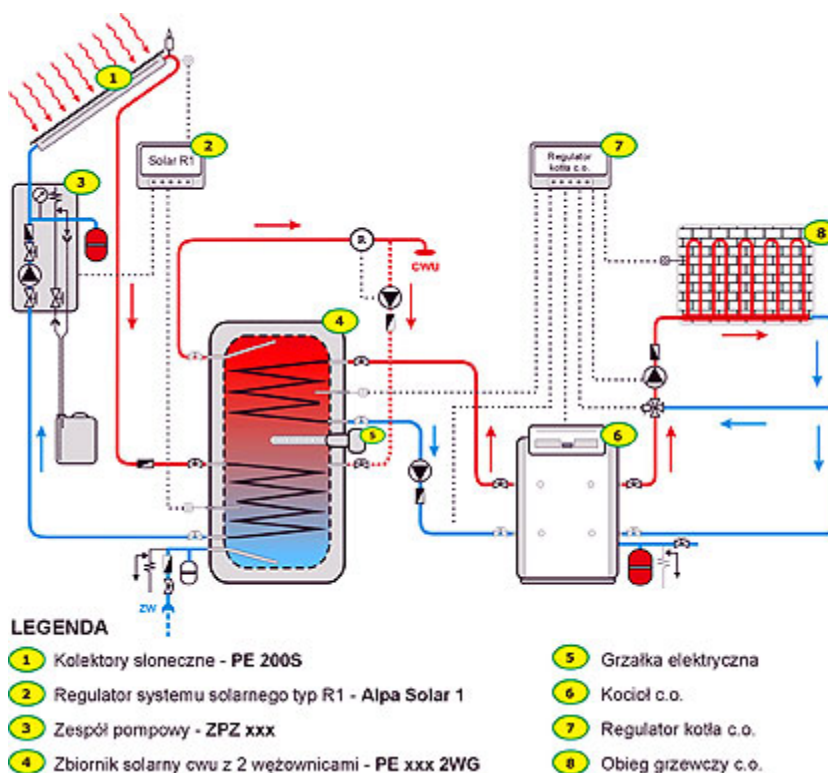 1
2
Solar R1
7
Regulator
kotła c.o.
3
8
CWU
4
5
6
ZW
LEGENDA
1 Kolektory słoneczne - PE 200S
2 Regulator systemu solarnego typ R1 - Alpa Solar 1
3 Zespół pompowy - ZPZ xxx
4 Zbiornik solarny cwu z 2 wężownicami - PE xxx 2WG
5 Grzałka elektryczna
6 Kocioł c.o.
7 Regulator kotła c.o.
8 Obieg grzewczy c.o.